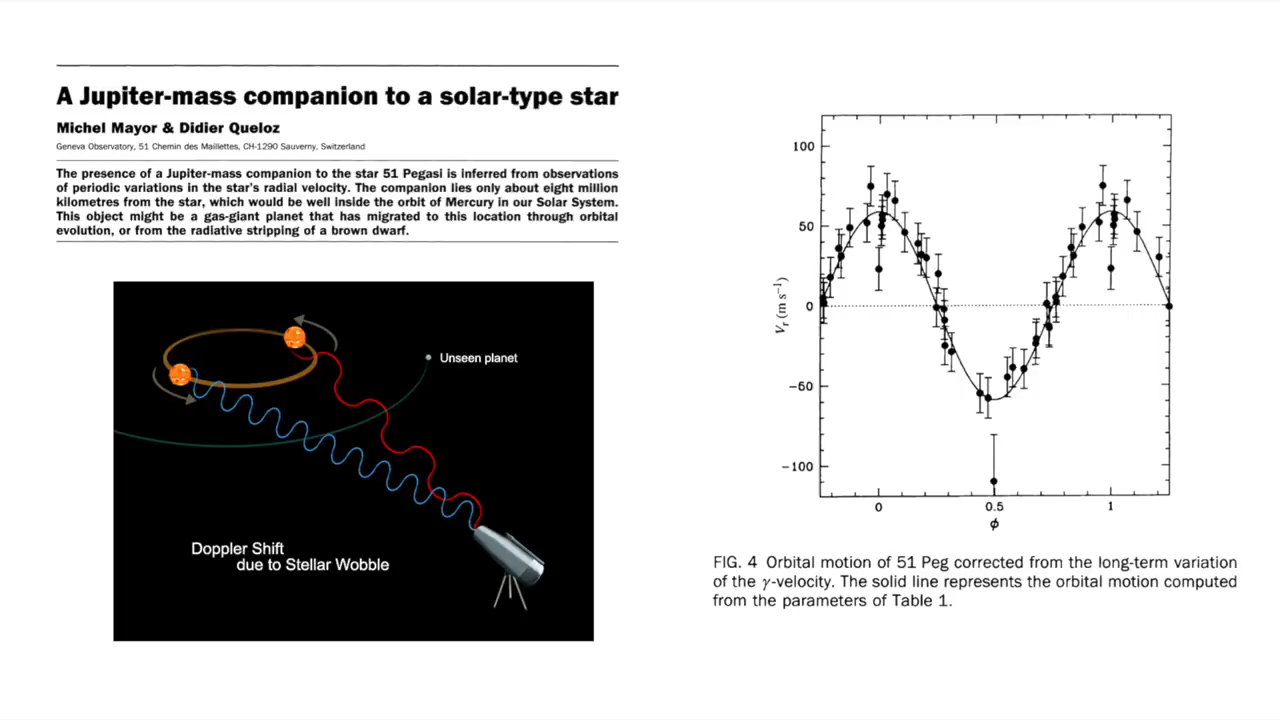 A Jupiter-mass companion to a solar-type star
Michel Mayor & Didier Queloz
Geneva Observatory, 51 Chemin des Maillettes, CH-1290 Sauverny, Switzerland
The presence of a Jupiter-mass companion to the star 51 Pegasi is inferred from observations
of periodic variations in the star's radial velocity. The companion lies only about eight million
kilometres from the star, which would be well inside the orbit of Mercury in our Solar System.
This object might be a gas-giant planet that has migrated to this location through orbital
evolution, or from the radiative stripping of a brown dwarf.
Unseen planet
Doppler Shift
due to Stellar Wobble
100
50
0
−50
−100
Vr (m s−1)
0
0.5
1
ϕ
FIG. 4 Orbital motion of 51 Peg corrected from the long-term variation
of the γ-velocity. The solid line represents the orbital motion computed
from the parameters of Table 1.